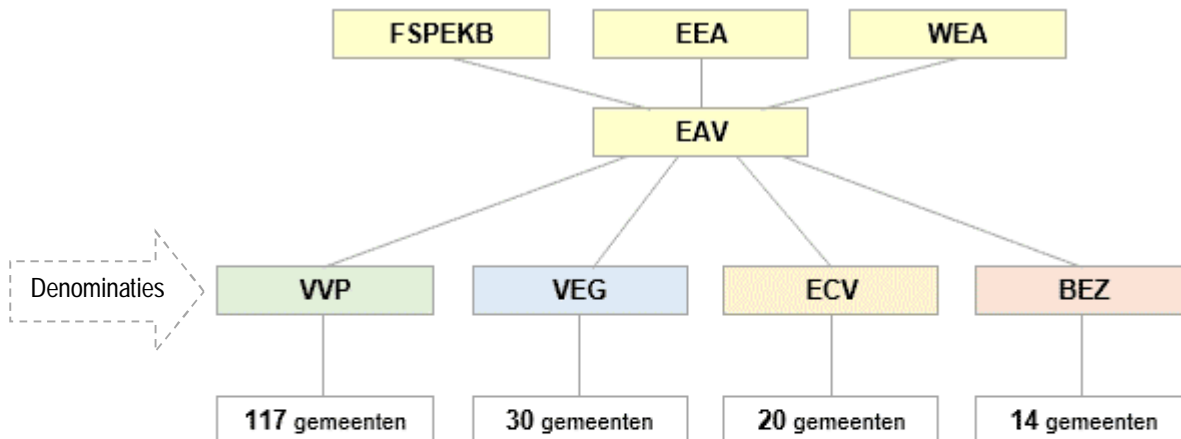 FSPEKB
EEA
WEA
EAV
Denominaties
VVP
VEG
ECV
BEZ
117 gemeenten
30 gemeenten
20 gemeenten
14 gemeenten